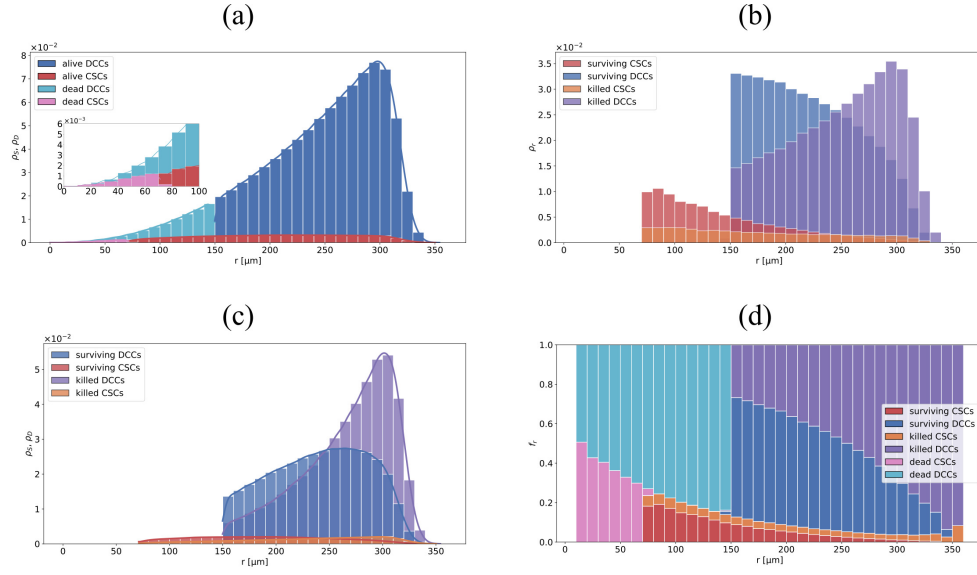 (a)
×10⁻²
alive DCCs
alive CSCs
dead DCCs
dead CSCs
×10⁻³
6
5
4
3
2
1
0
0 20 40 60 80 100
8
7
6
5
4
3
2
1
0
ρS, ρD
0 50 100 150 200 250 300 350
r [μm]
(b)
×10⁻²
surviving CSCs
surviving DCCs
killed CSCs
killed DCCs
3.5
3.0
2.5
2.0
1.5
1.0
0.5
0.0
ρr
0 50 100 150 200 250 300 350
r [μm]
(c)
×10⁻²
surviving DCCs
surviving CSCs
killed DCCs
killed CSCs
5
4
3
2
1
0
ρS, ρD
0 50 100 150 200 250 300 350
r [μm]
(d)
1.0
0.8
0.6
0.4
0.2
0.0
fr
surviving CSCs
surviving DCCs
killed CSCs
killed DCCs
dead CSCs
dead DCCs
0 50 100 150 200 250 300 350
r [μm]